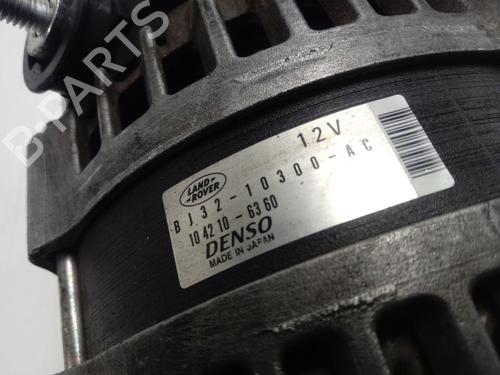 B-PARTS
12V
LAND
ROVER
BJ32-10300-AC
104210-6360
DENSO
MADE IN JAPAN